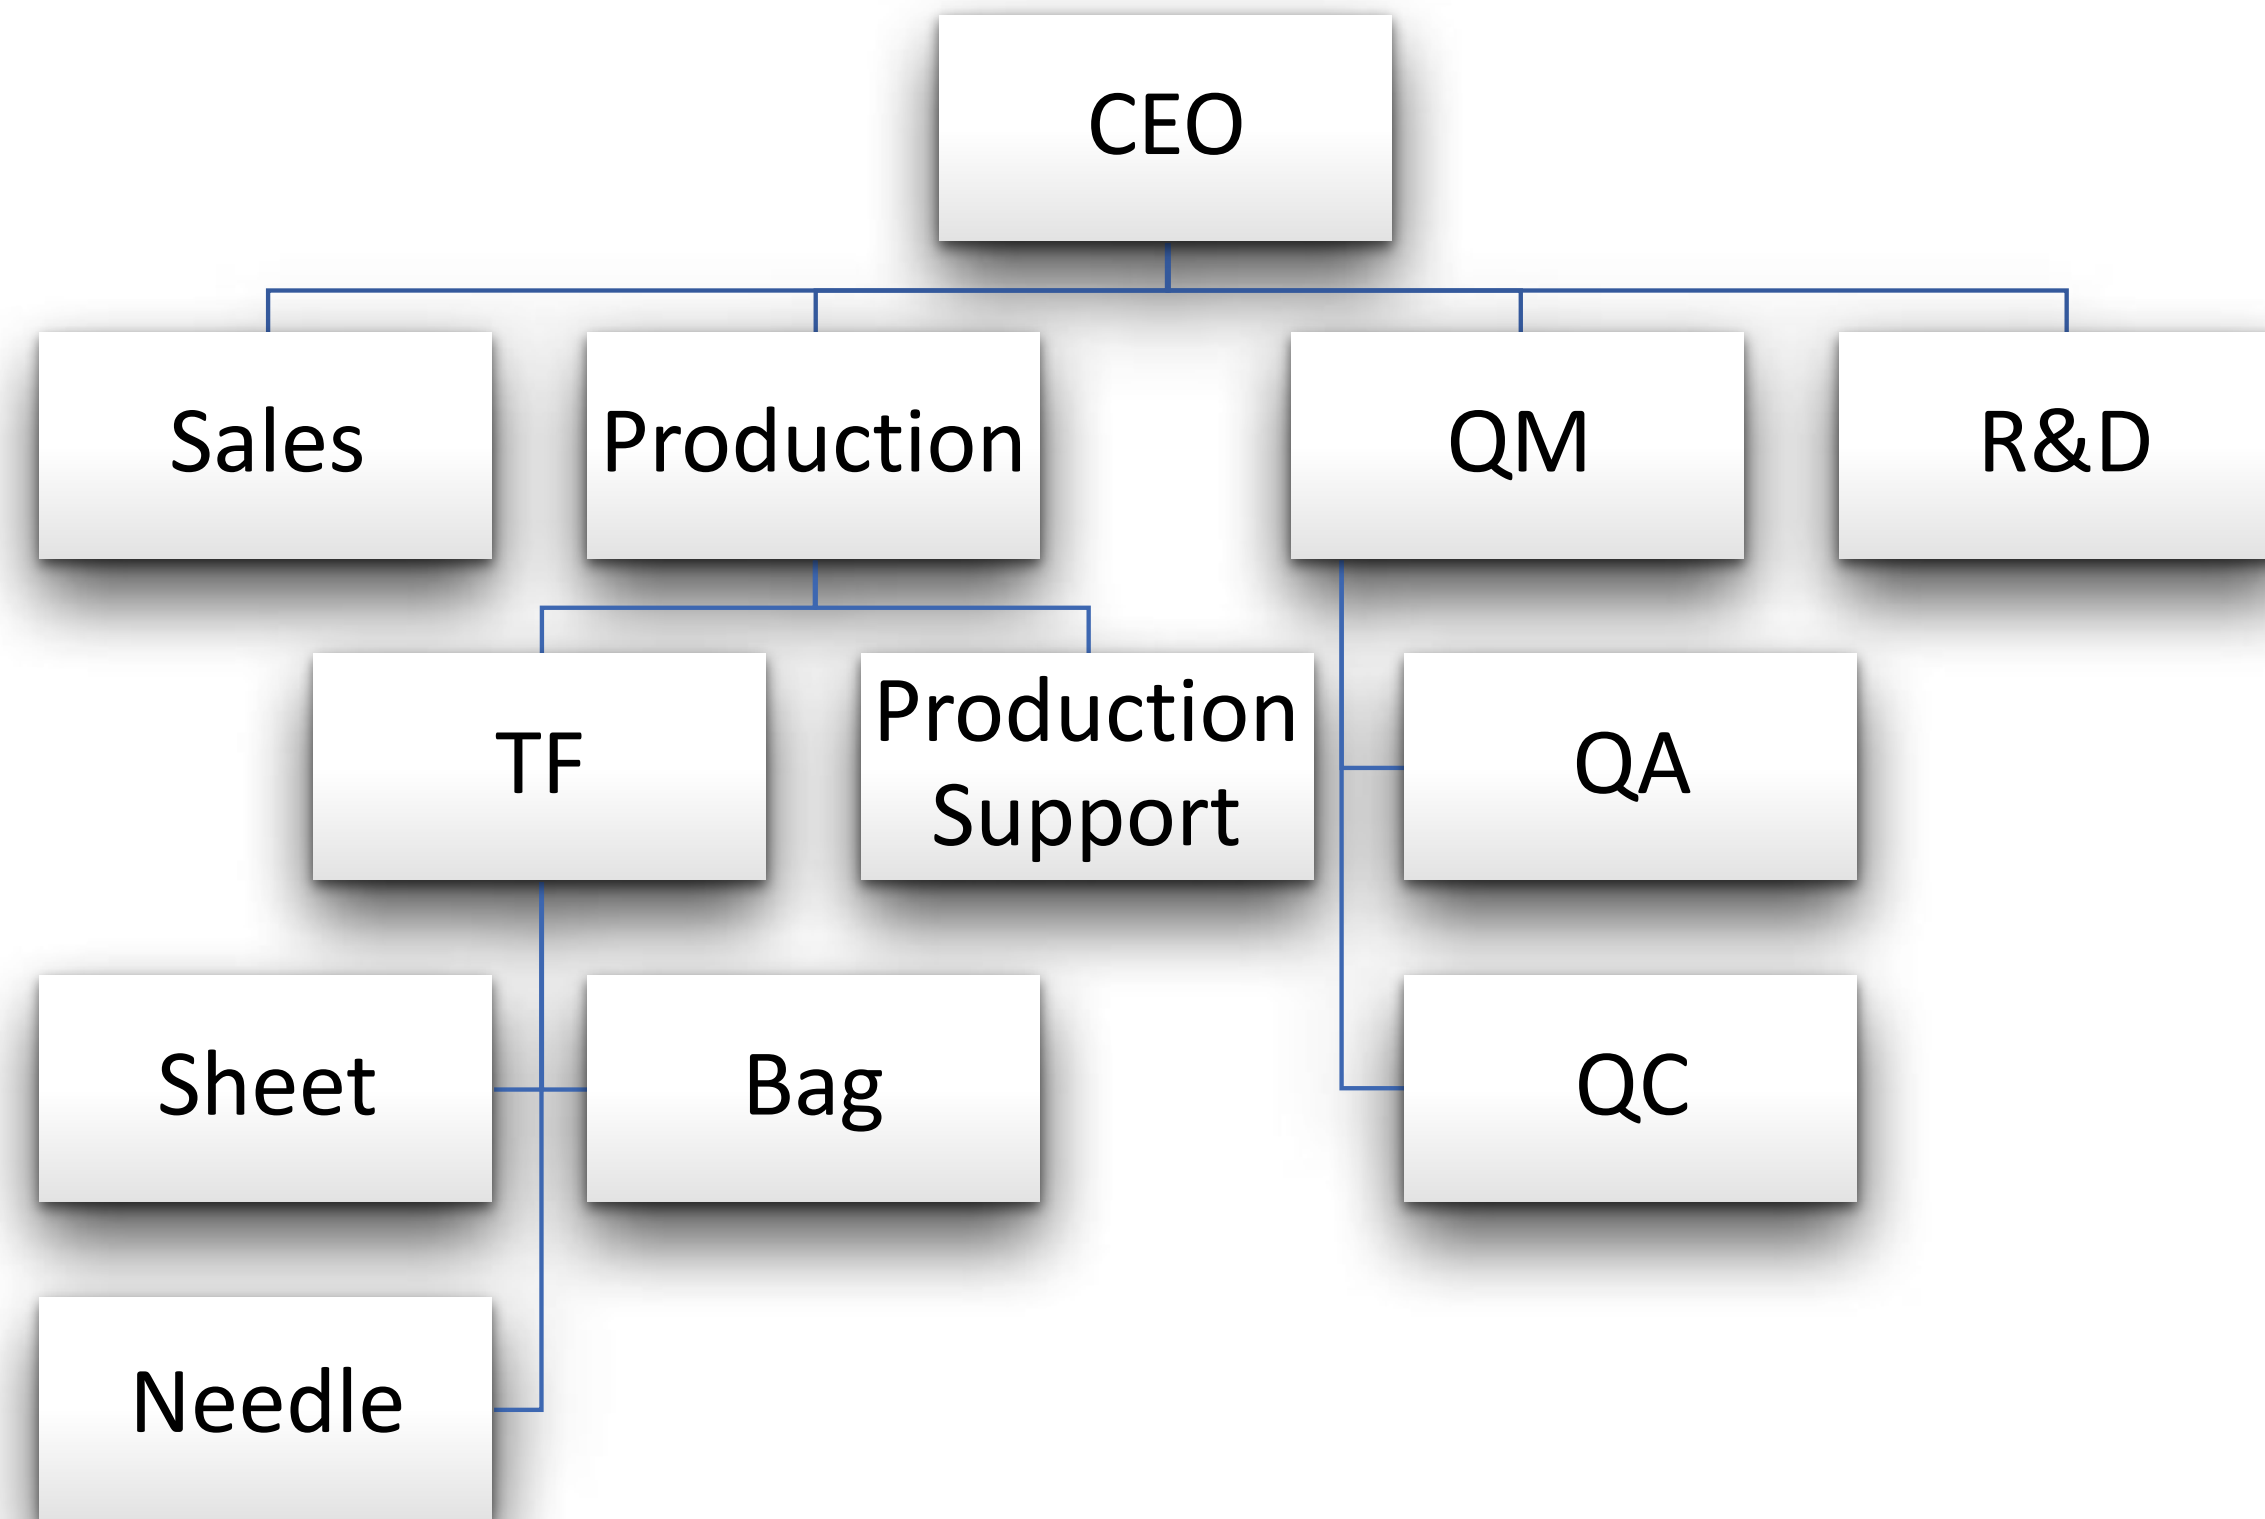 CEO
Sales
Production
QM
R&D
TF
Production
Support
QA
Sheet
Bag
QC
Needle